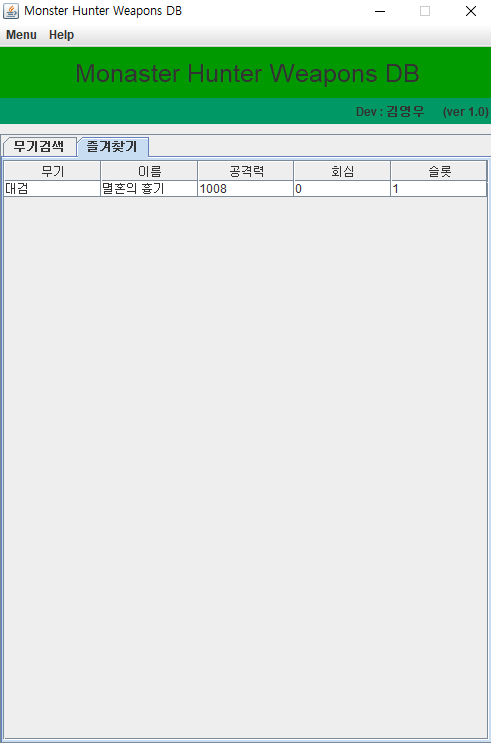 Monster Hunter Weapons DB
Menu Help
Monaster Hunter Weapons DB
Dev : 김영우 (ver 1.0)
무기검색 즐겨찾기
무기 이름 공격력 회심 슬롯
대검 멸혼의 흉기 1008 0 1